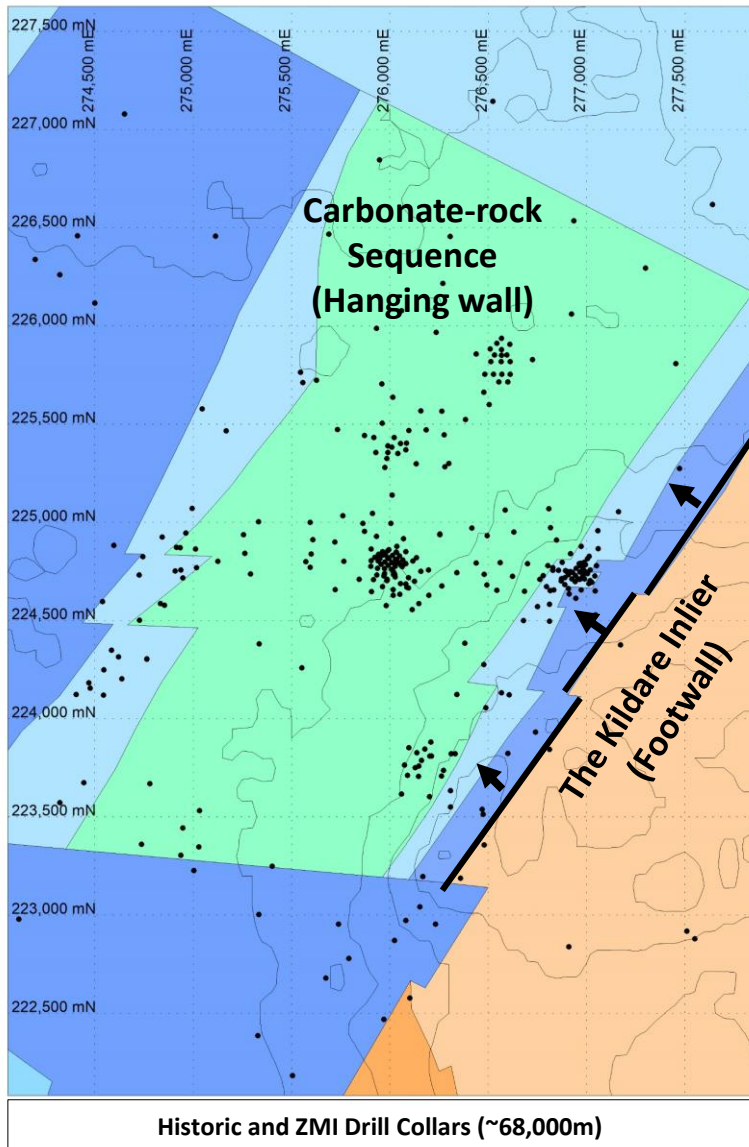 227,500 mN
274,500 mE
275,000 mE
275,500 mE
276,000 mE
276,500 mE
277,000 mE
277,500 mE
227,000 mN
226,500 mN
Carbonate-rock
Sequence
(Hanging wall)
226,000 mN
225,500 mN
225,000 mN
224,500 mN
224,000 mN
The Kildare Inlier
(Footwall)
223,500 mN
223,000 mN
222,500 mN
Historic and ZMI Drill Collars (~68,000m)